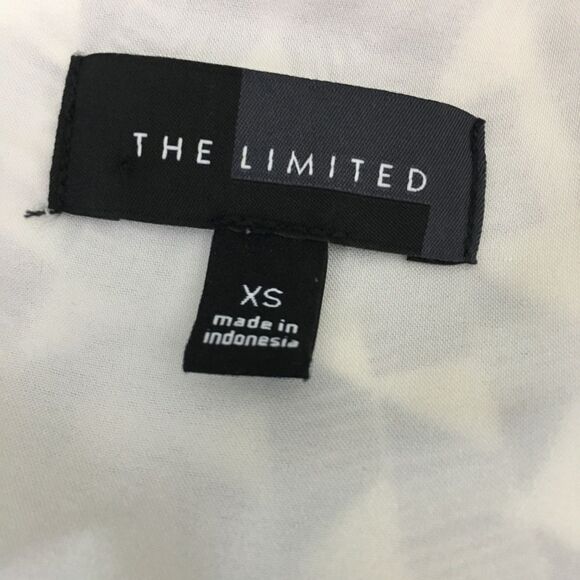 THE LIMITED
XS
made in
indonesia